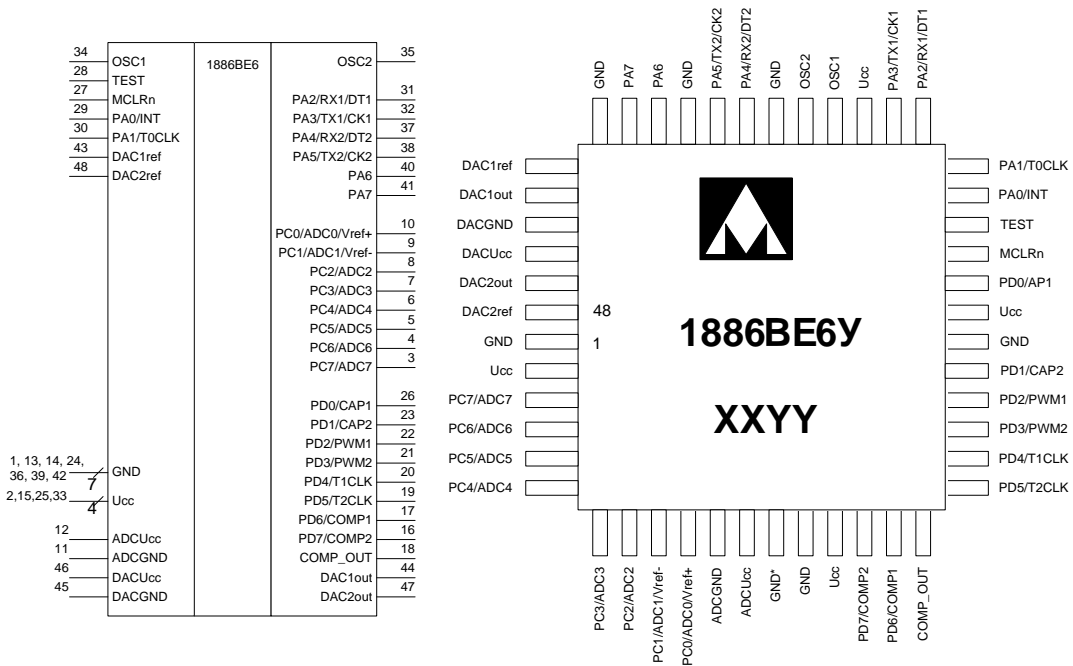 34 OSC1
28 TEST
27 MCLRn
29 PA0/INT
30 PA1/T0CLK
43 DAC1ref
48 DAC2ref
1, 13, 14, 24,
36, 39, 42 7 GND
2,15,25,33 4 Ucc
12 ADCUcc
11 ADCGND
46 DACUcc
45 DACGND
1886ВЕ6
OSC2 35
PA2/RX1/DT1 31
PA3/TX1/CK1 32
PA4/RX2/DT2 37
PA5/TX2/CK2 38
PA6 40
PA7 41
PC0/ADC0/Vref+ 10
PC1/ADC1/Vref- 9
PC2/ADC2 8
PC3/ADC3 7
PC4/ADC4 6
PC5/ADC5 5
PC6/ADC6 4
PC7/ADC7 3
PD0/CAP1 26
PD1/CAP2 23
PD2/PWM1 22
PD3/PWM2 21
PD4/T1CLK 20
PD5/T2CLK 19
PD6/COMP1 17
PD7/COMP2 16
COMP_OUT 18
DAC1out 44
DAC2out 47
GND
PA7
PA6
GND
PA5/TX2/CK2
PA4/RX2/DT2
GND
OSC2
OSC1
Ucc
PA3/TX1/CK1
PA2/RX1/DT1
DAC1ref
DAC1out
DACGND
DACUcc
DAC2out
DAC2ref
GND
Ucc
PC7/ADC7
PC6/ADC6
PC5/ADC5
PC4/ADC4
48
1
1886ВЕ6У
XXYY
PA1/T0CLK
PA0/INT
TEST
MCLRn
PD0/AP1
Ucc
GND
PD1/CAP2
PD2/PWM1
PD3/PWM2
PD4/T1CLK
PD5/T2CLK
PC3/ADC3
PC2/ADC2
PC1/ADC1/Vref-
PC0/ADC0/Vref+
ADCGND
ADCUcc
GND*
GND
Ucc
PD7/COMP2
PD6/COMP1
COMP_OUT